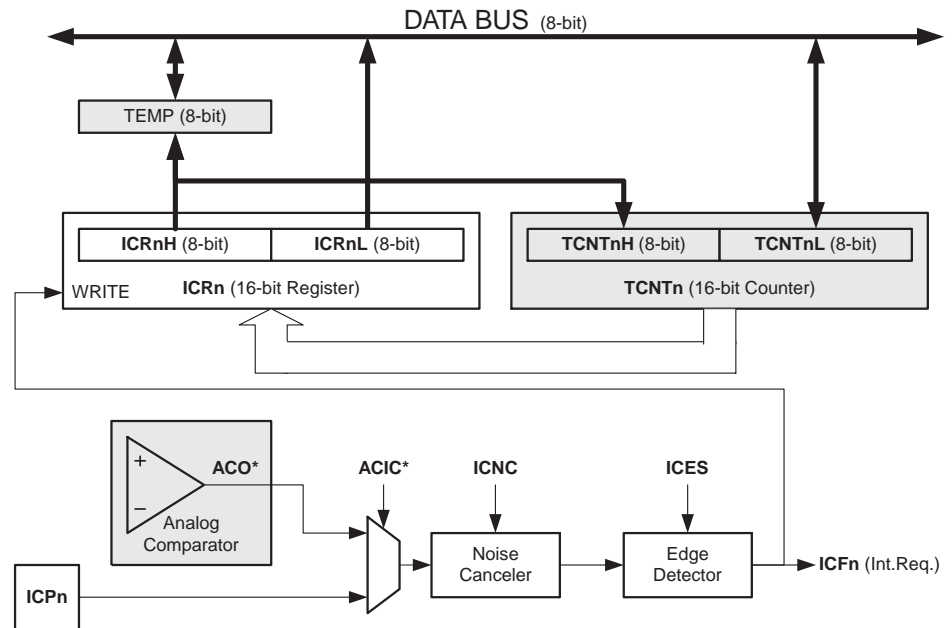 DATA BUS (8-bit)
TEMP (8-bit)
ICRnH (8-bit) ICRnL (8-bit) TCNTnH (8-bit) TCNTnL (8-bit)
WRITE ICRn (16-bit Register) TCNTn (16-bit Counter)
+
ACO* ACIC* ICNC ICES
−
Analog
Comparator
Noise
Canceler
Edge
Detector
ICFn (Int.Req.)
ICPn